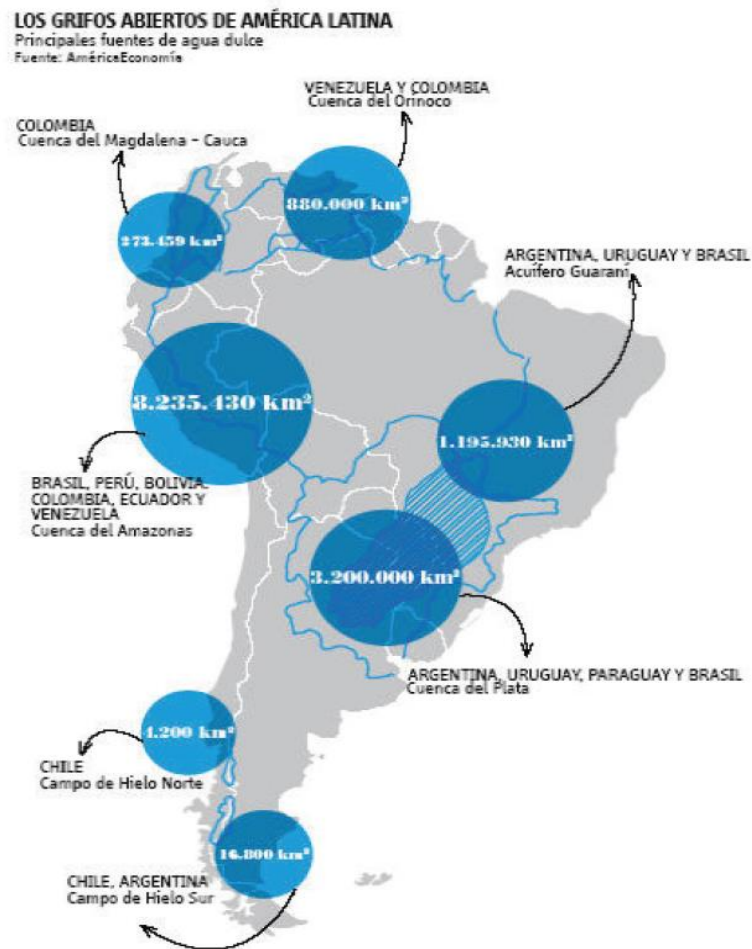 LOS GRIFOS ABIERTOS DE AMÉRICA LATINA
Principales fuentes de agua dulce
Fuente: AméricaEconomía
VENEZUELA Y COLOMBIA
Cuenca del Orinoco
COLOMBIA
Cuenca del Magdalena - Cauca
880.000 km²
273.459 km²
ARGENTINA, URUGUAY Y BRASIL
Acuífero Guaraní
8.235.430 km²
1.195.930 km²
BRASIL, PERÚ, BOLIVIA,
COLOMBIA, ECUADOR Y
VENEZUELA
Cuenca del Amazonas
3.200.000 km²
ARGENTINA, URUGUAY, PARAGUAY Y BRASIL
Cuenca del Plata
4.200 km²
CHILE
Campo de Hielo Norte
16.800 km²
CHILE, ARGENTINA
Campo de Hielo Sur